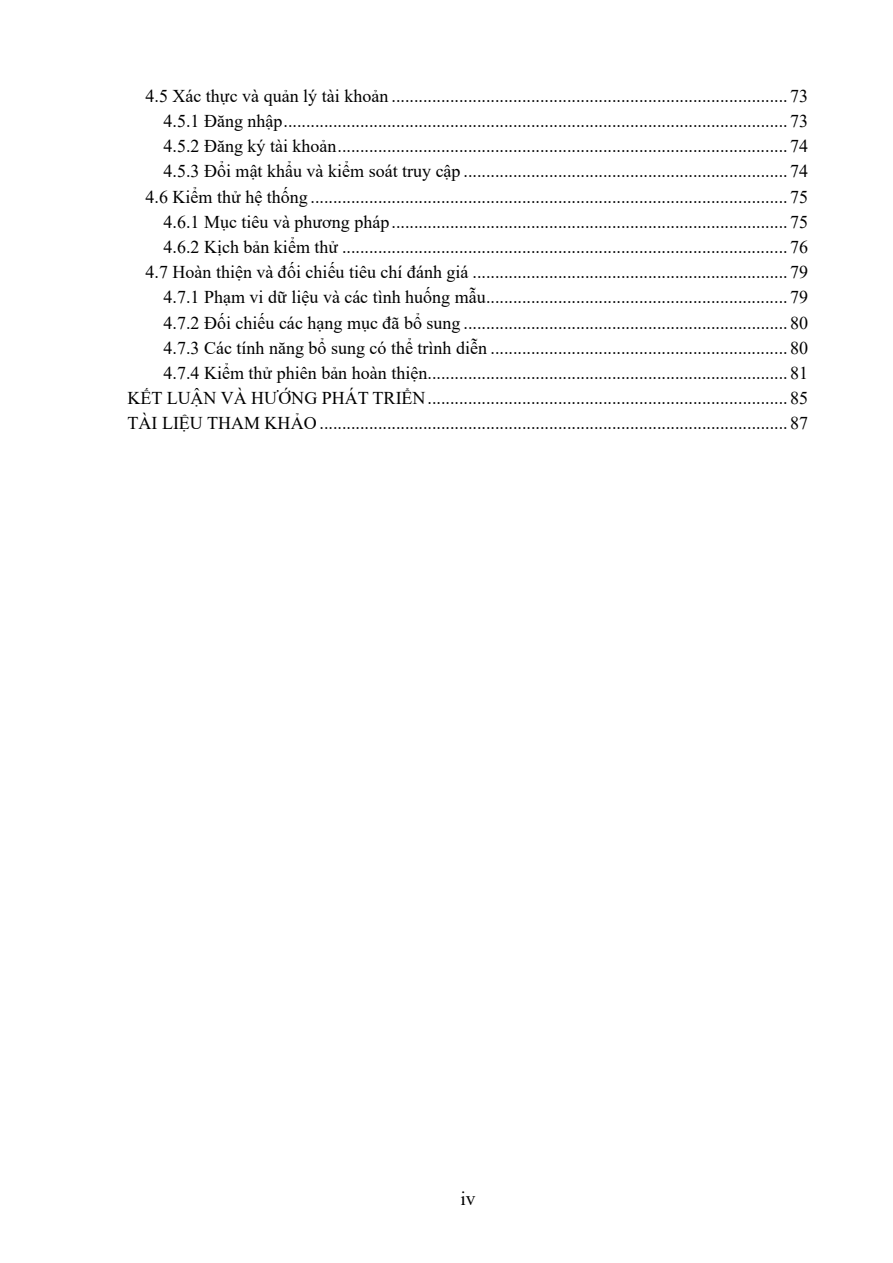 4.5 Xác thực và quản lý tài khoản ........................................................................................ 73
4.5.1 Đăng nhập................................................................................................................ 73
4.5.2 Đăng ký tài khoản.................................................................................................... 74
4.5.3 Đổi mật khẩu và kiểm soát truy cập ........................................................................ 74
4.6 Kiểm thử hệ thống .......................................................................................................... 75
4.6.1 Mục tiêu và phương pháp........................................................................................ 75
4.6.2 Kịch bản kiểm thử ................................................................................................... 76
4.7 Hoàn thiện và đối chiếu tiêu chí đánh giá ...................................................................... 79
4.7.1 Phạm vi dữ liệu và các tình huống mẫu................................................................... 79
4.7.2 Đối chiếu các hạng mục đã bổ sung ........................................................................ 80
4.7.3 Các tính năng bổ sung có thể trình diễn .................................................................. 80
4.7.4 Kiểm thử phiên bản hoàn thiện................................................................................ 81
KẾT LUẬN VÀ HƯỚNG PHÁT TRIỂN ................................................................................ 85
TÀI LIỆU THAM KHẢO ........................................................................................................ 87
iv